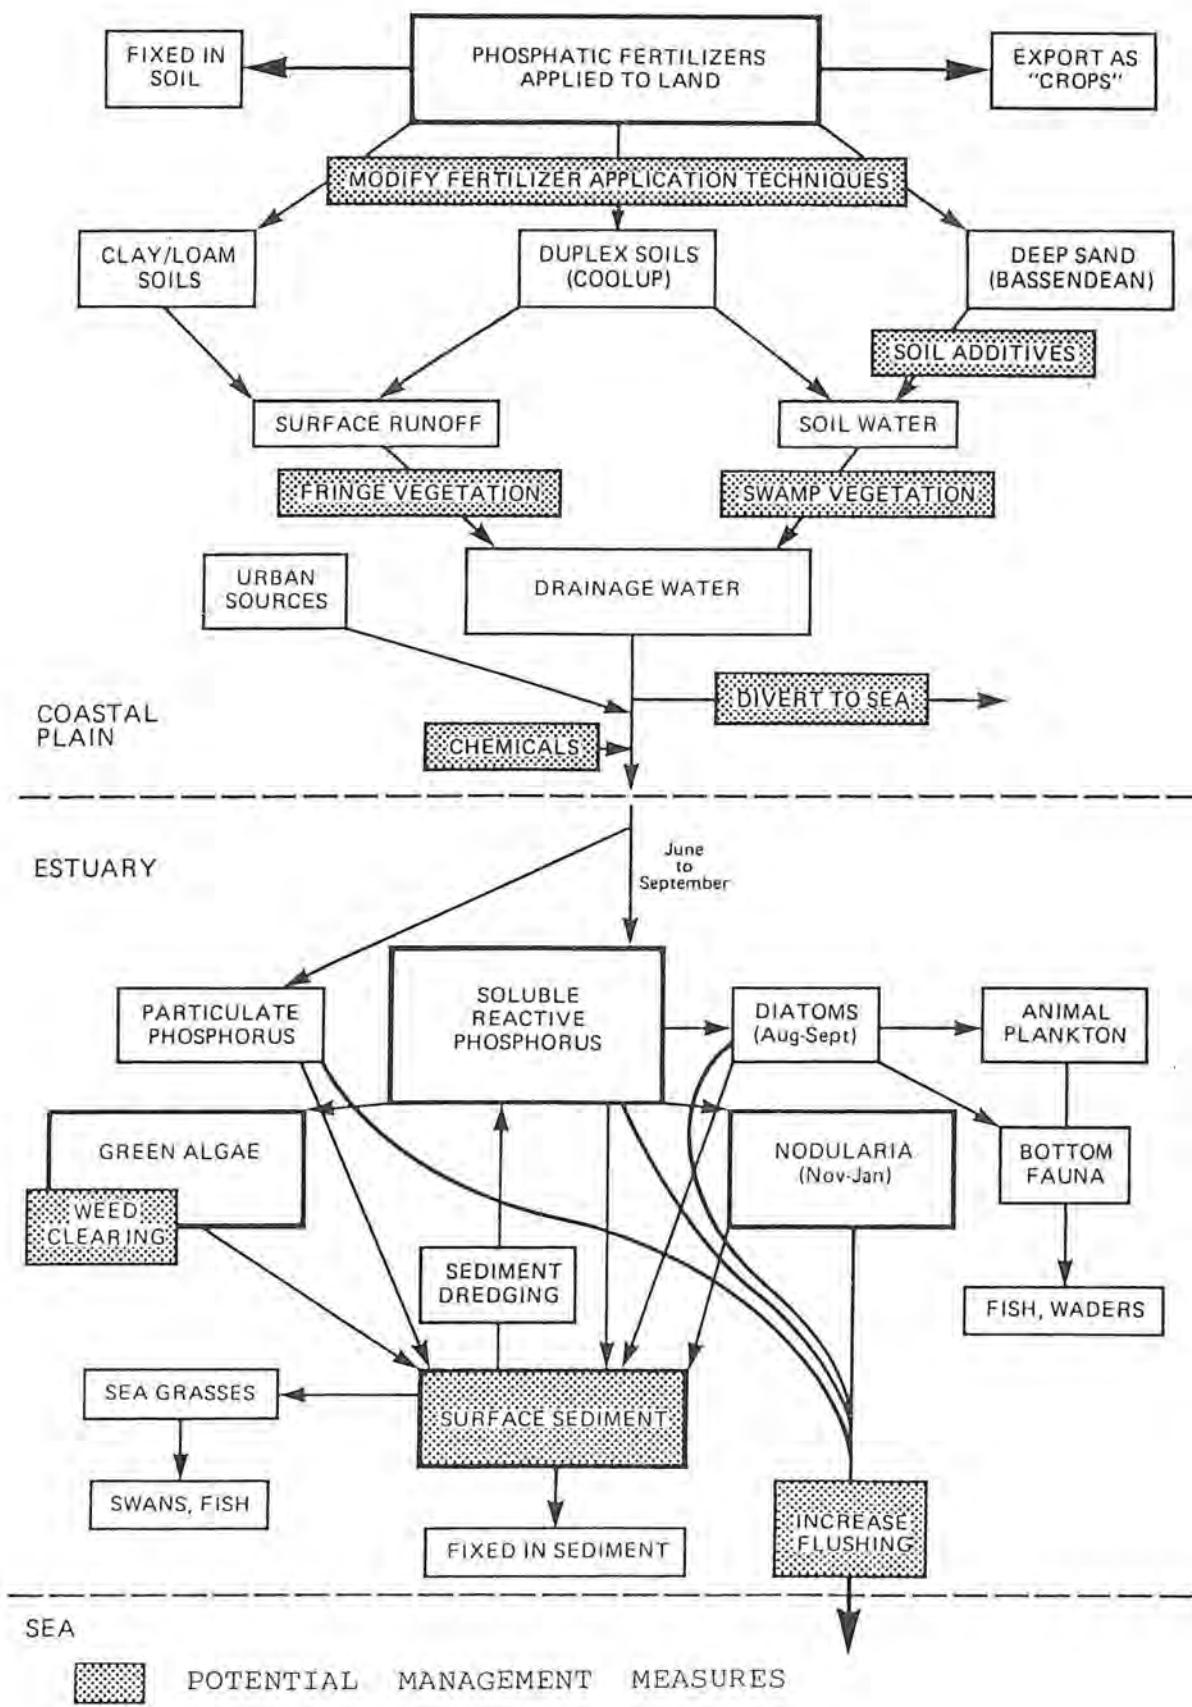 FIXED IN
SOIL
PHOSPHATIC FERTILIZERS
APPLIED TO LAND
EXPORT AS
"CROPS"
MODIFY FERTILIZER APPLICATION TECHNIQUES
CLAY/LOAM
SOILS
DUPLEX SOILS
(COOLUP)
DEEP SAND
(BASSENDEAN)
SOIL ADDITIVES
SURFACE RUNOFF
SOIL WATER
FRINGE VEGETATION
SWAMP VEGETATION
URBAN
SOURCES
DRAINAGE WATER
DIVERT TO SEA
COASTAL
PLAIN
CHEMICALS
ESTUARY
June
to
September
PARTICULATE
PHOSPHORUS
SOLUBLE
REACTIVE
PHOSPHORUS
DIATOMS
(Aug-Sept)
ANIMAL
PLANKTON
GREEN ALGAE
NODULARIA
(Nov-Jan)
BOTTOM
FAUNA
WEED
CLEARING
SEDIMENT
DREDGING
FISH, WADERS
SEA GRASSES
SURFACE SEDIMENT
SWANS, FISH
FIXED IN SEDIMENT
INCREASE
FLUSHING
SEA
POTENTIAL MANAGEMENT MEASURES